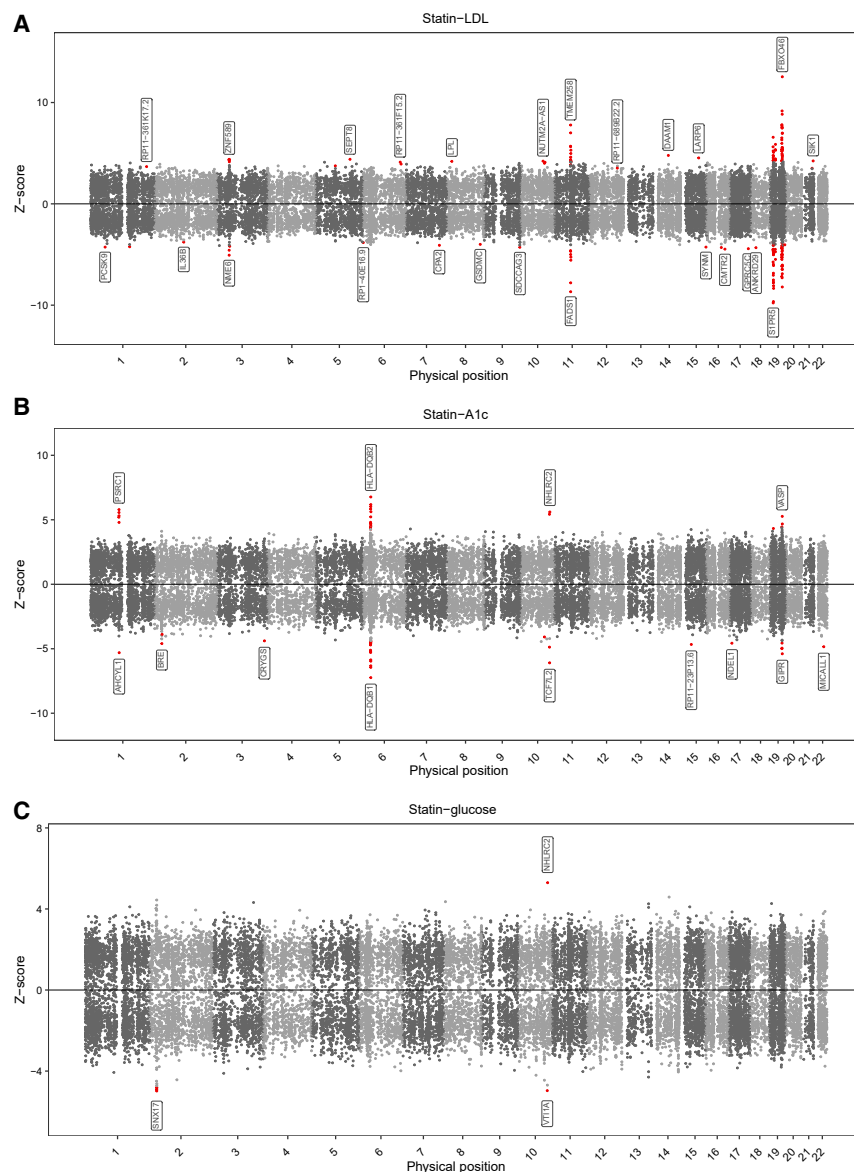 A
Statin−LDL
FBXO46
RP11−361K17.2
ZNF589
SEPT8
RP11−361F15.2
LPL
NUTM2A−AS1
TMEM258
RP11−689B22.2
DAAM1
LARP6
SIK1
10
0
−10
Z−score
PCSK9
IL36B
NME6
RP1−40E16.9
CPA2
GSDMC
SDCCAG3
FADS1
SYNM
CMTR2
GPRC5C
ANKRD29
S1PR5
1 2 3 4 5 6 7 8 9 10 11 12 13 14 15 16 17 18 19 20 21 22
Physical position
B
Statin−A1c
PSRC1
HLA−DQB2
NHLRC2
VASP
10
5
0
−5
−10
Z−score
AHCYL1
BRE
CRYGS
HLA−DQB1
TCF7L2
RP11−23P13.6
NDEL1
GIPR
MICALL1
1 2 3 4 5 6 7 8 9 10 11 12 13 14 15 16 17 18 19 20 21 22
Physical position
C
Statin−glucose
NHLRC2
8
4
0
−4
Z−score
SNX17
VTI1A
1 2 3 4 5 6 7 8 9 10 11 12 13 14 15 16 17 18 19 20 21 22
Physical position